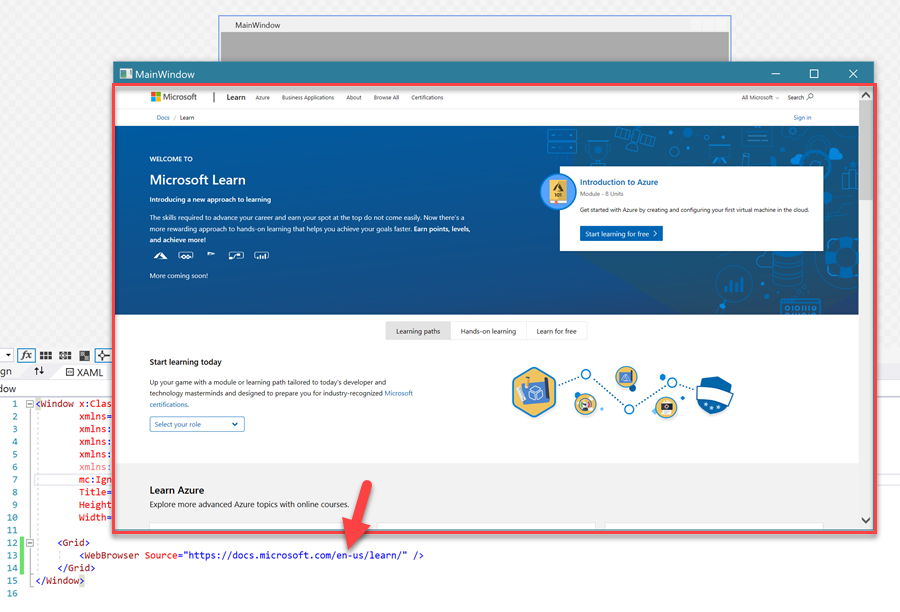 MainWindow
MainWindow
Microsoft Learn Azure Business Applications About Browse All Certifications All Microsoft Search
Docs / Learn Sign in
WELCOME TO
Microsoft Learn
Introducing a new approach to learning
The skills required to advance your career and earn your spot at the top do not come easily. Now there's a
more rewarding approach to hands-on learning that helps you achieve your goals faster. Earn points, levels,
and achieve more!
More coming soon!
Introduction to Azure
Module - 8 Units
Get started with Azure by creating and configuring your first virtual machine in the cloud.
Start learning for free
Learning paths Hands-on learning Learn for free
Start learning today
Up your game with a module or learning path tailored to today's developer and
technology masterminds and designed to prepare you for industry-recognized Microsoft
certifications.
Select your role
Learn Azure
Explore more advanced Azure topics with online courses.
fx
gn XAML
dow
1 <Window x:Clas
2 xmlns=
3 xmlns:
4 xmlns:
5 xmlns:
6 xmlns:
7 mc:Ign
8 Title=
9 Height
10 Width=
11
12 <Grid>
13 <WebBrowser Source="https://docs.microsoft.com/en-us/learn/" />
14 </Grid>
15 </Window>
16